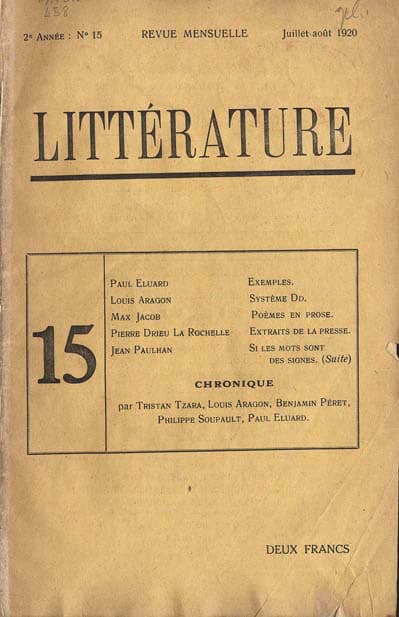 2e ANNÉE : No 15 REVUE MENSUELLE Juillet-août 1920
LITTÉRATURE
15
PAUL ELUARD EXEMPLES.
LOUIS ARAGON SYSTÈME DD.
MAX JACOB POÈMES EN PROSE.
PIERRE DRIEU LA ROCHELLE EXTRAITS DE LA PRESSE.
JEAN PAULHAN SI LES MOTS SONT
DES SIGNES. (Suite)
CHRONIQUE
par TRISTAN TZARA, LOUIS ARAGON, BENJAMIN PÉRET,
PHILIPPE SOUPAULT, PAUL ELUARD.
DEUX FRANCS